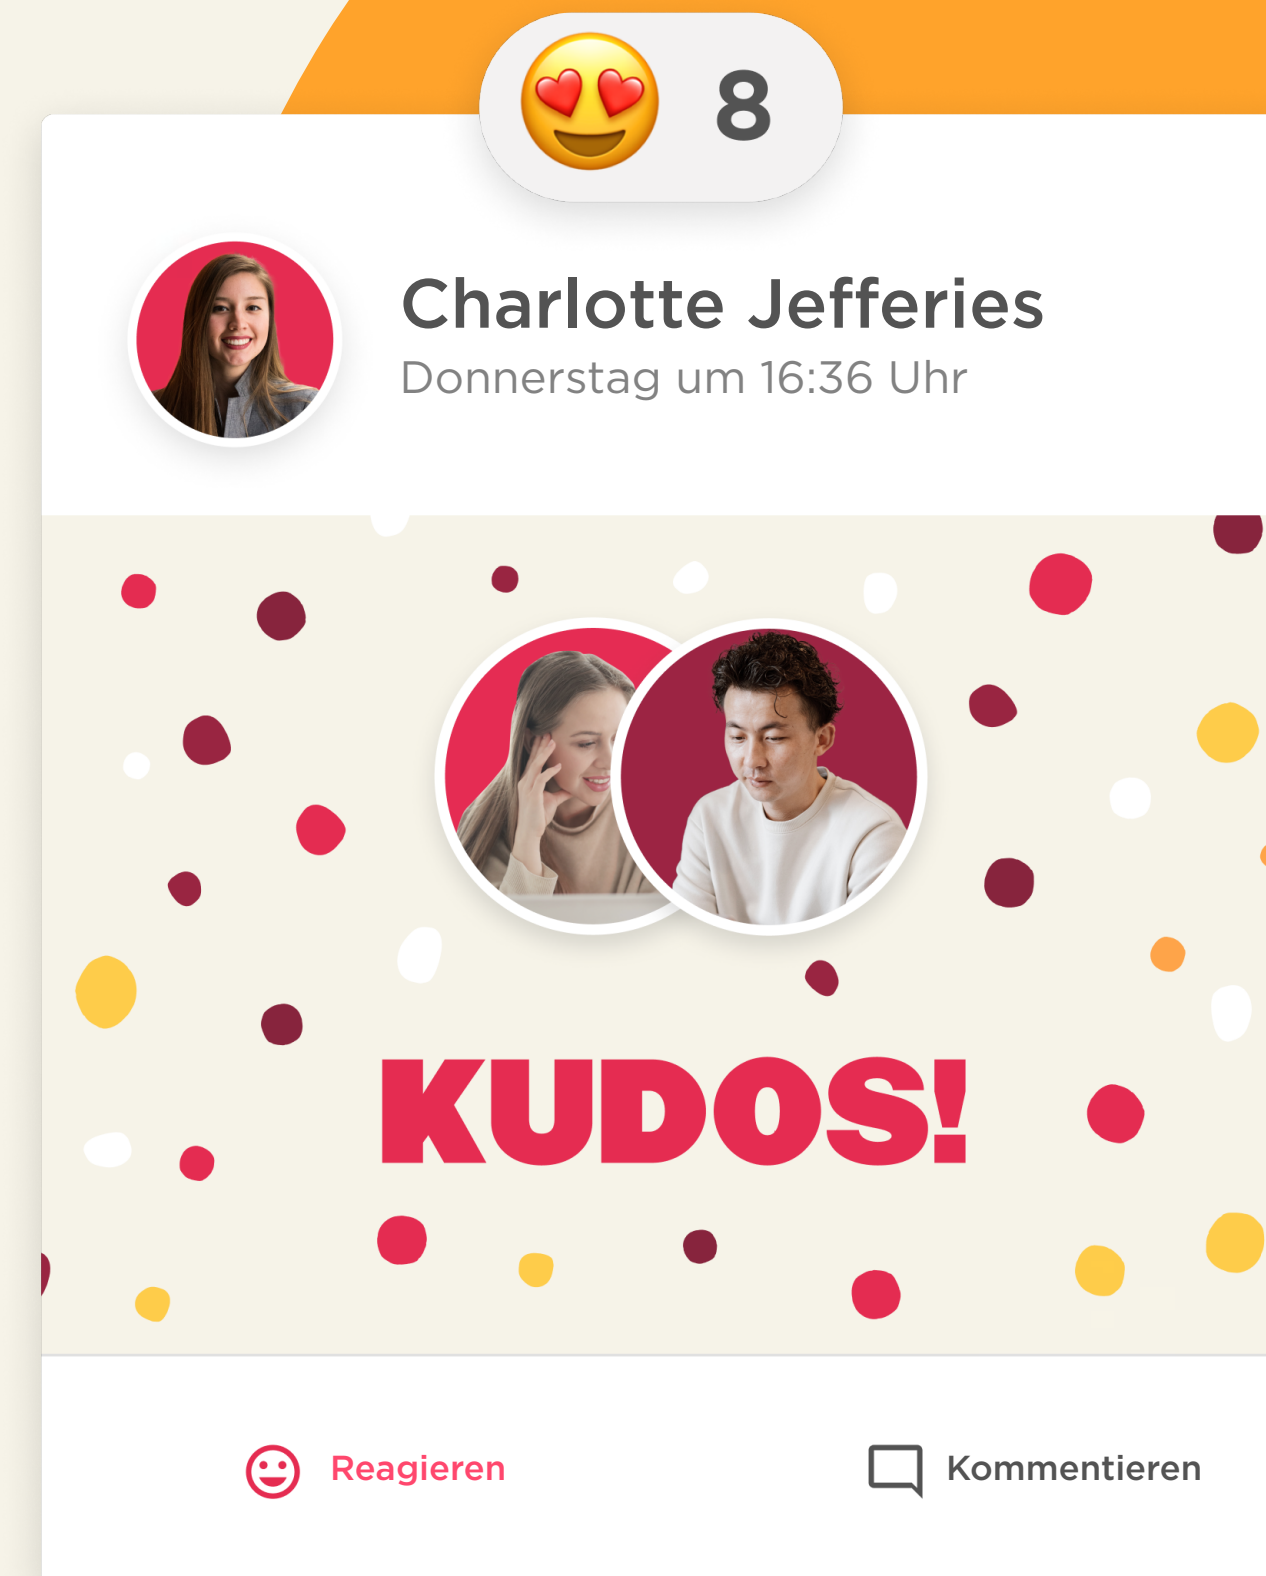 8
Charlotte Jefferies
Donnerstag um 16:36 Uhr
KUDOS!
Reagieren
Kommentieren